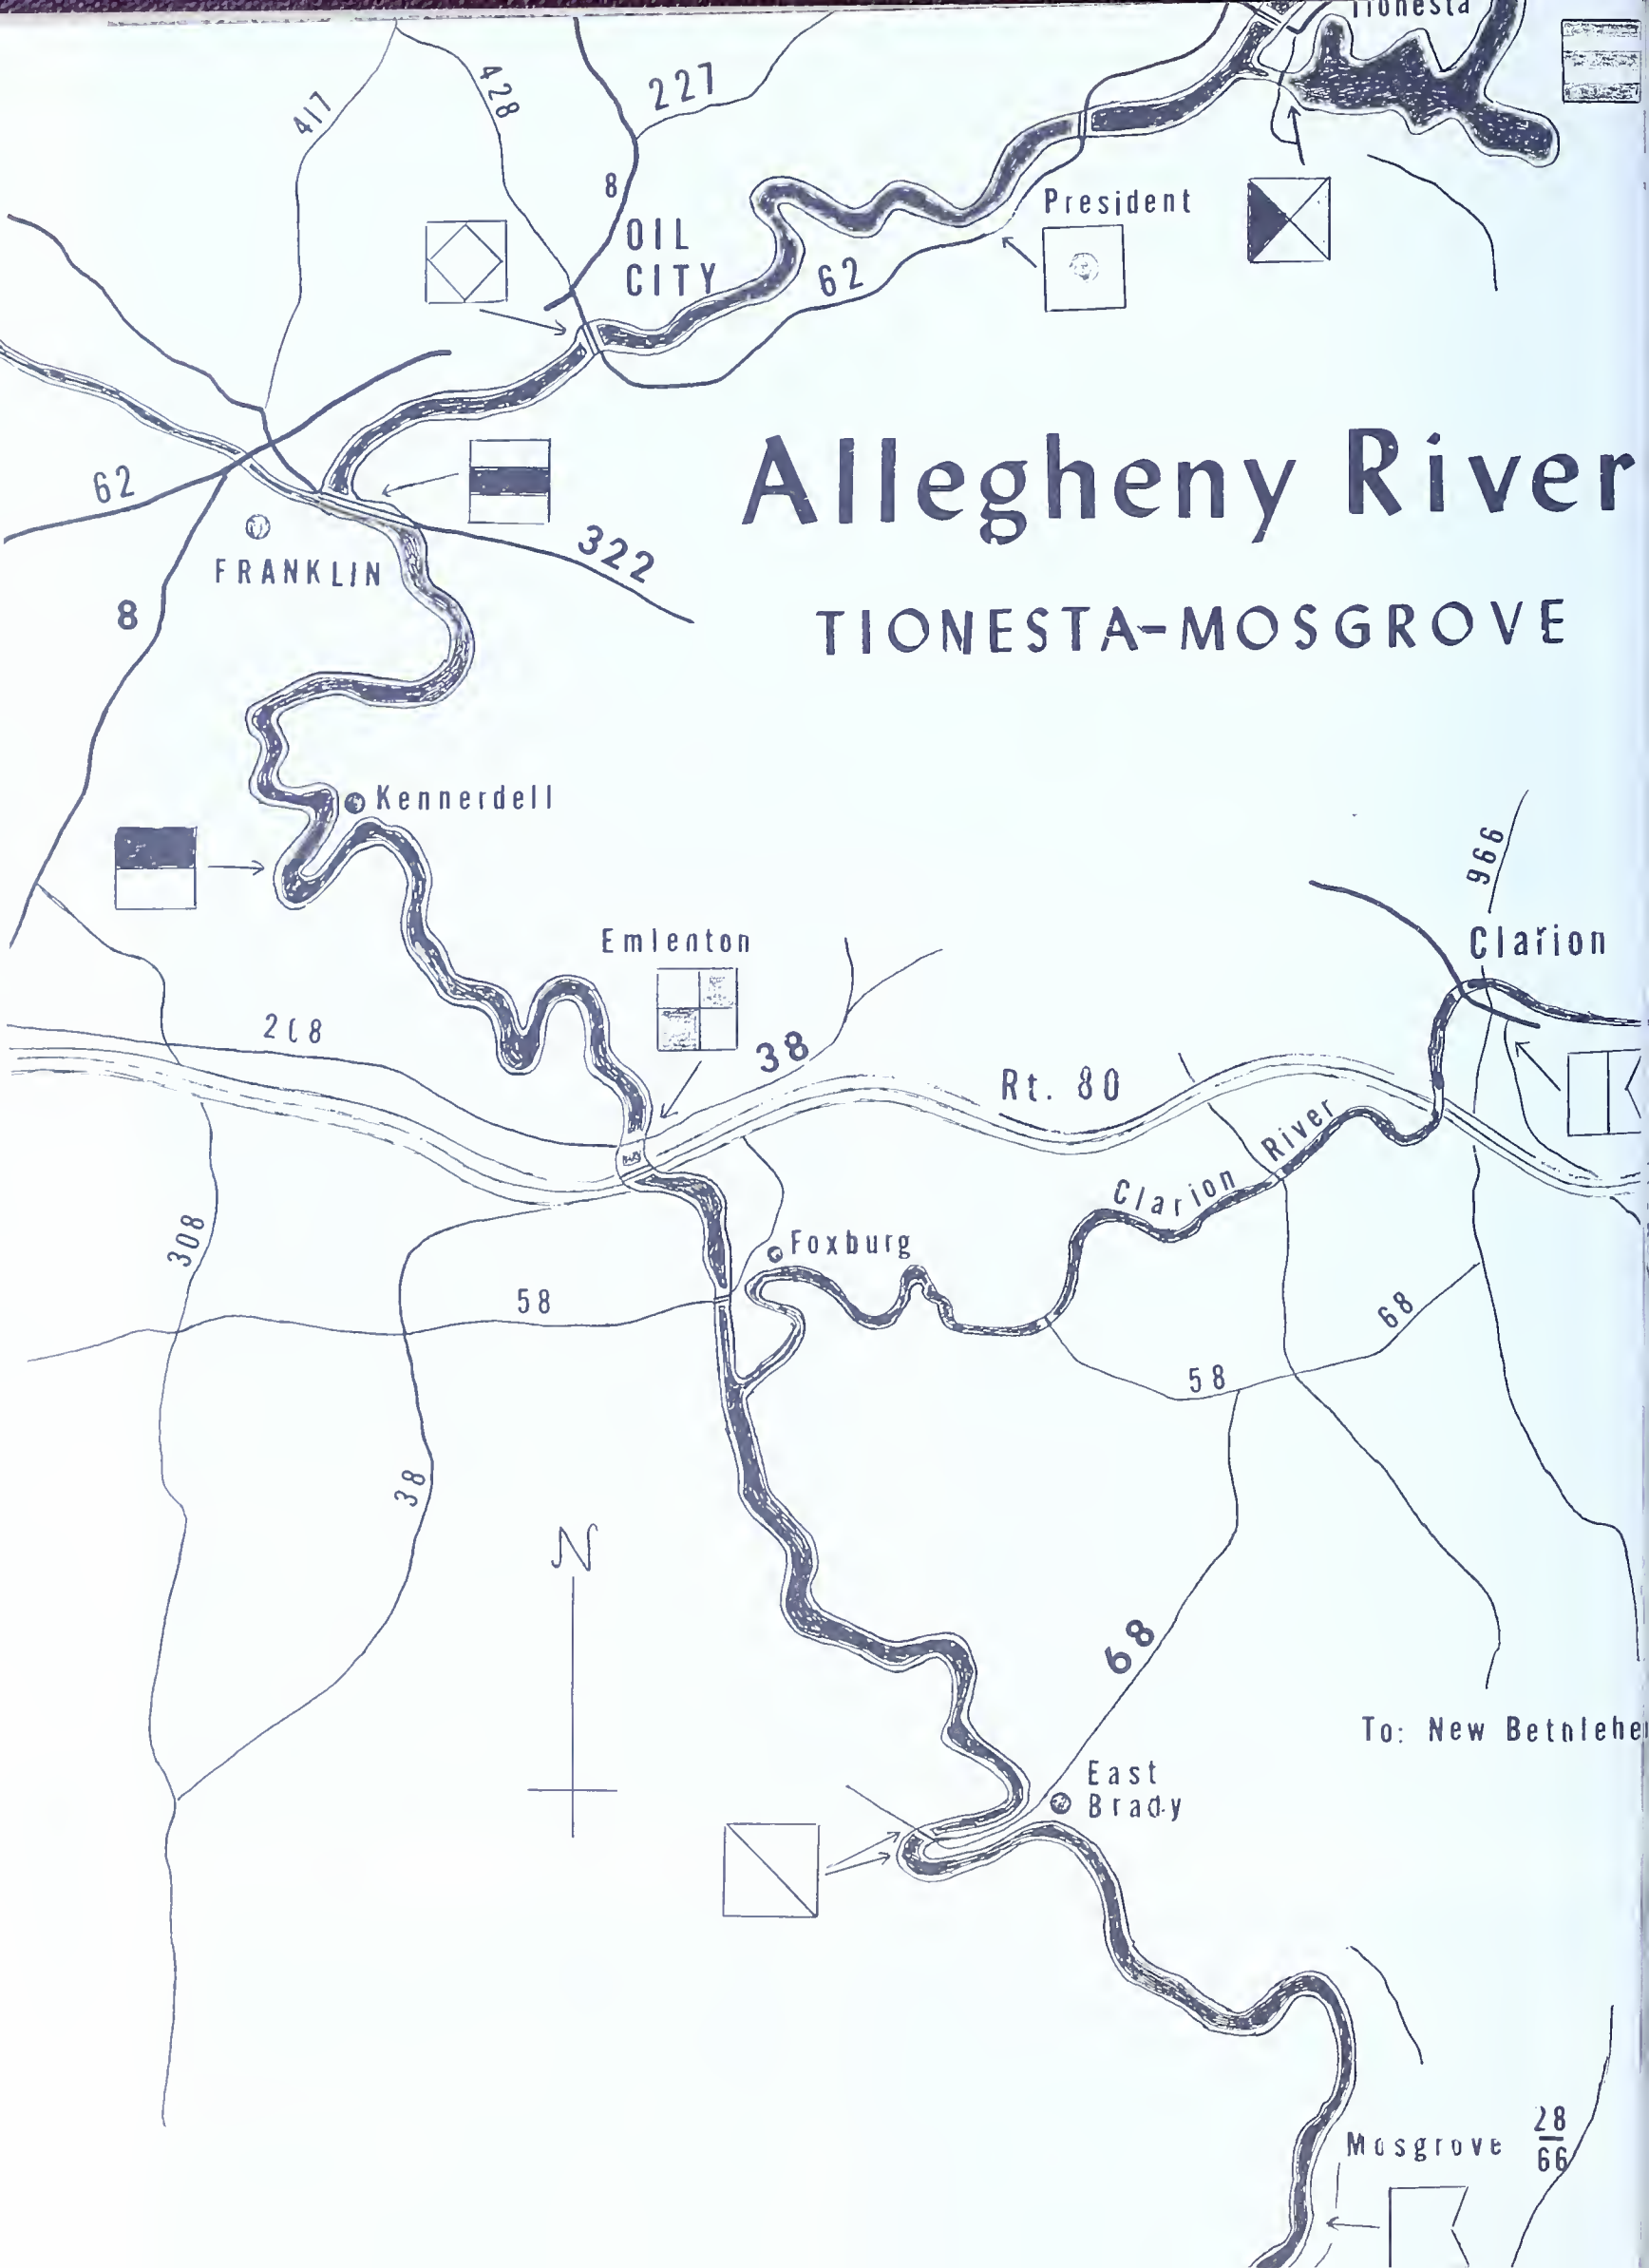 Tionesta
417
428
227
8
OIL
CITY
President
62
Allegheny River
TIONESTA-MOSGROVE
62
322
FRANKLIN
8
Kennerdell
966
Clarion
Emlenton
38
208
Rt. 80
Clarion River
Foxburg
308
58
68
58
38
N
68
To: New Betnlehe
East
Brady
Mosgrove
28
66